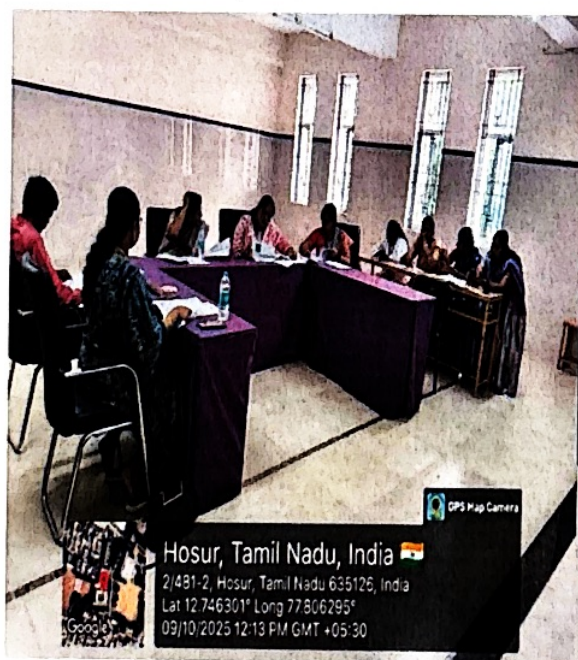 GPS Map Camera
Hosur, Tamil Nadu, India
2/481-2, Hosur, Tamil Nadu 635126, India
Lat 12.746301° Long 77.806295°
09/10/2025 12:13 PM GMT +05:30
Google